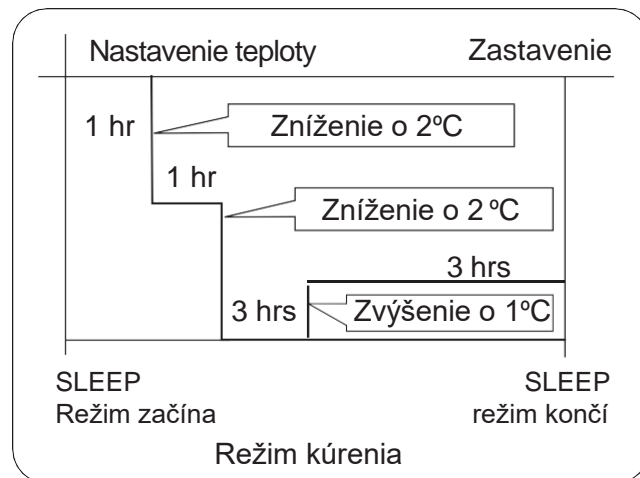 Nastavenie teploty
Zastavenie
1 hr
Zníženie o 2ºC
1 hr
Zníženie o 2 ºC
3 hrs
3 hrs
Zvýšenie o 1ºC
SLEEP
Režim začína
SLEEP
režim končí
Režim kúrenia